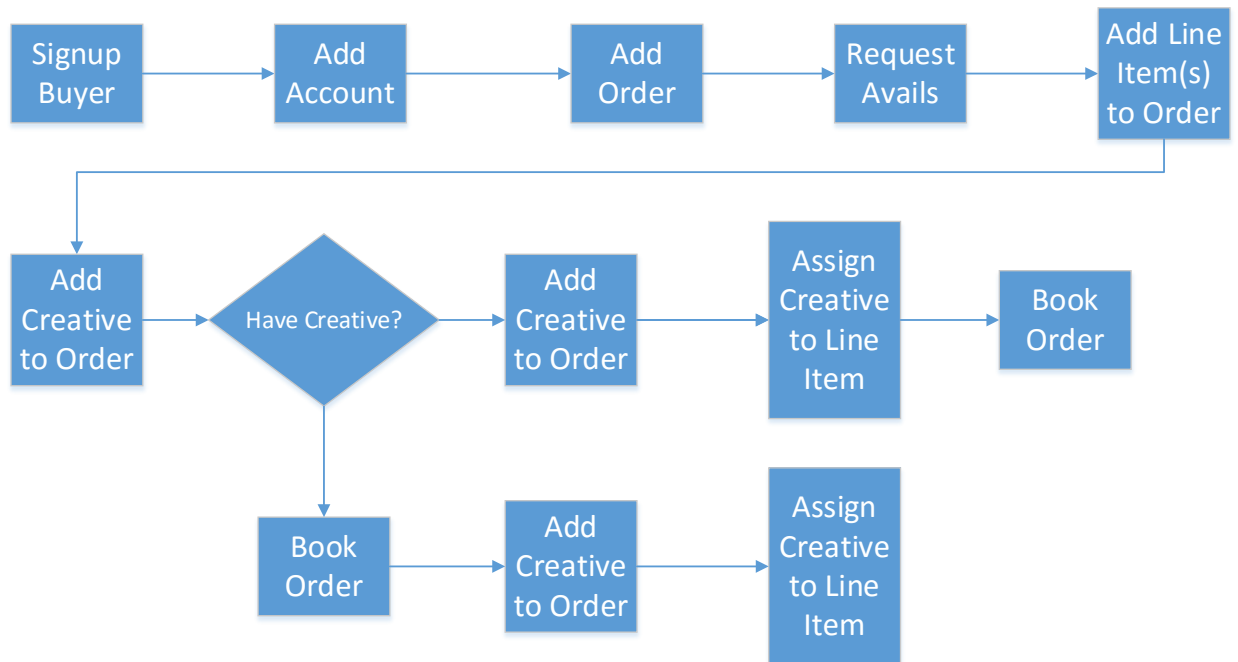 Signup
Buyer
Add
Account
Add
Order
Request
Avails
Add Line
Item(s)
to Order
Add
Creative
to Order
Have Creative?
Add
Creative
to Order
Assign
Creative
to Line
Item
Book
Order
Book
Order
Add
Creative
to Order
Assign
Creative
to Line
Item